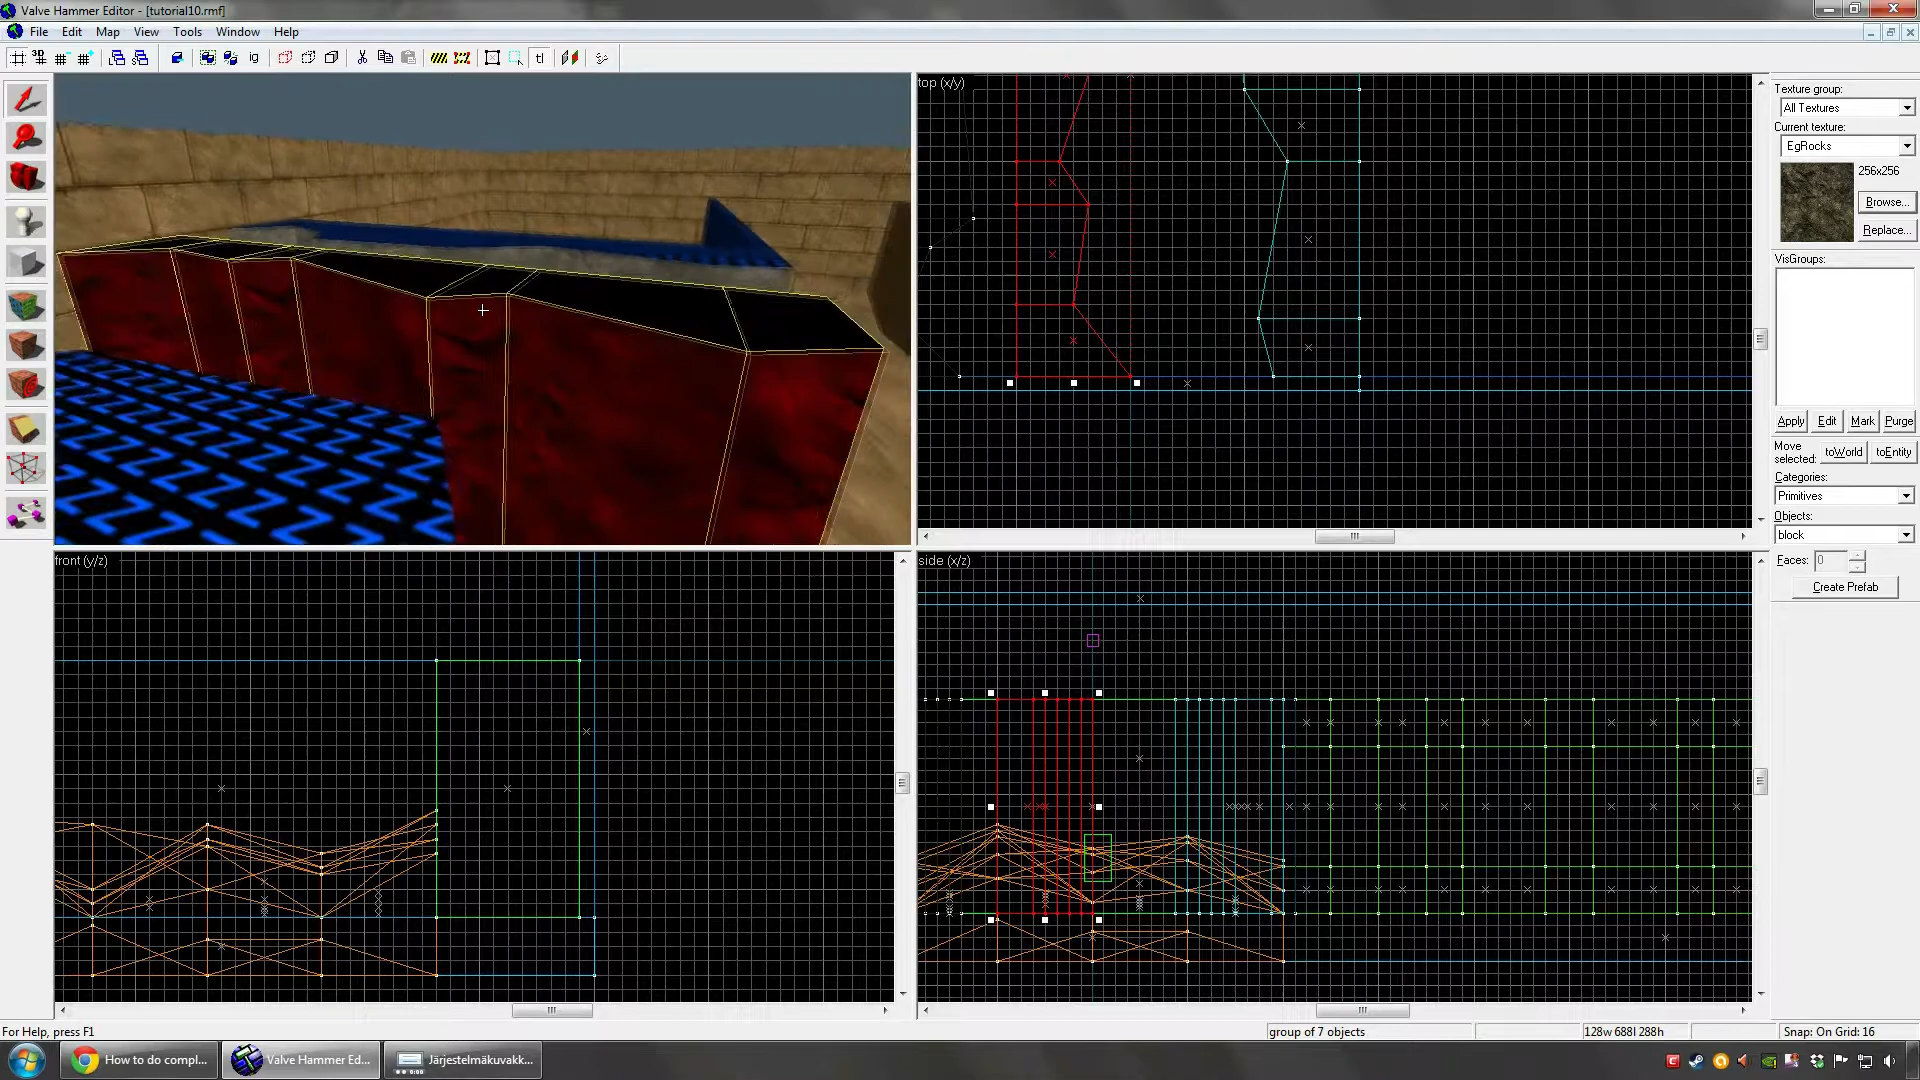 Valve Hammer Editor - [tutorial10.rmf]
File Edit Map View Tools Window Help
3D
ig
tl
top (x/y)
front (y/z)
side (x/z)
Texture group:
All Textures
Current texture:
EgRocks
256x256
Browse...
Replace...
VisGroups:
Apply Edit Mark Purge
Move selected: toWorld toEntity
Categories:
Primitives
Objects:
block
Faces: 0
Create Prefab
For Help, press F1
group of 7 objects
128w 688l 288h
Snap: On Grid: 16
How to do compl...
Valve Hammer Ed...
Järjestelmäkuvakk...